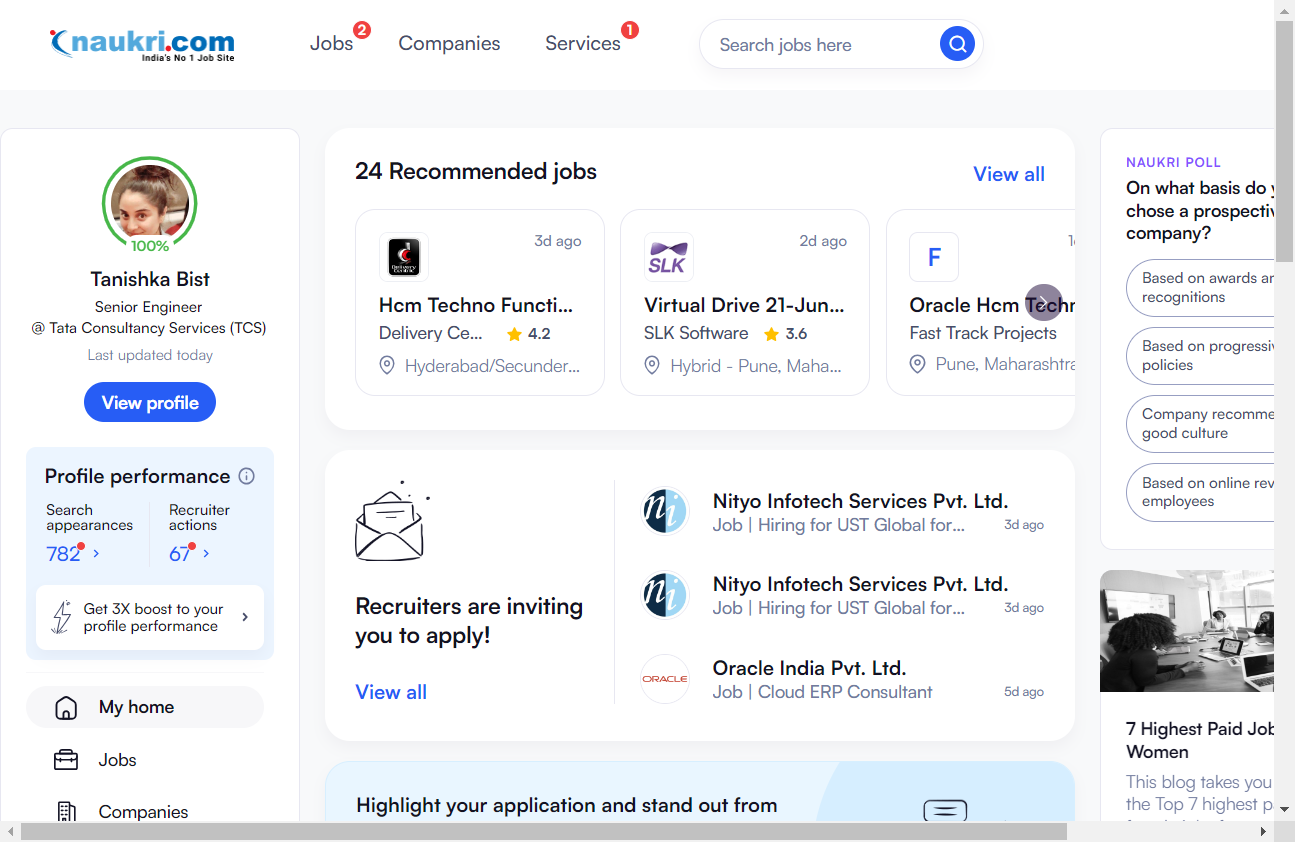 naukri.com
India's No 1 Job Site
Jobs
2
Companies
Services
1
Search jobs here
100%
Tanishka Bist
Senior Engineer
@ Tata Consultancy Services (TCS)
Last updated today
View profile
Profile performance
Search
appearances
782
Recruiter
actions
67
Get 3X boost to your
profile performance
My home
Jobs
Companies
24 Recommended jobs
View all
3d ago
Hcm Techno Functi...
Delivery Ce...
4.2
Hyderabad/Secunder...
SLK
2d ago
Virtual Drive 21-Jun...
SLK Software
3.6
Hybrid - Pune, Maha...
F
Oracle Hcm Techn
Fast Track Projects
Pune, Maharashtra
Recruiters are inviting
you to apply!
View all
ni
Nityo Infotech Services Pvt. Ltd.
Job | Hiring for UST Global for...
3d ago
ni
Nityo Infotech Services Pvt. Ltd.
Job | Hiring for UST Global for...
3d ago
ORACLE
Oracle India Pvt. Ltd.
Job | Cloud ERP Consultant
5d ago
Highlight your application and stand out from
NAUKRI POLL
On what basis do
chose a prospectiv
company?
Based on awards an
recognitions
Based on progressiv
policies
Company recomme
good culture
Based on online rev
employees
7 Highest Paid Job
Women
This blog takes you
the Top 7 highest p